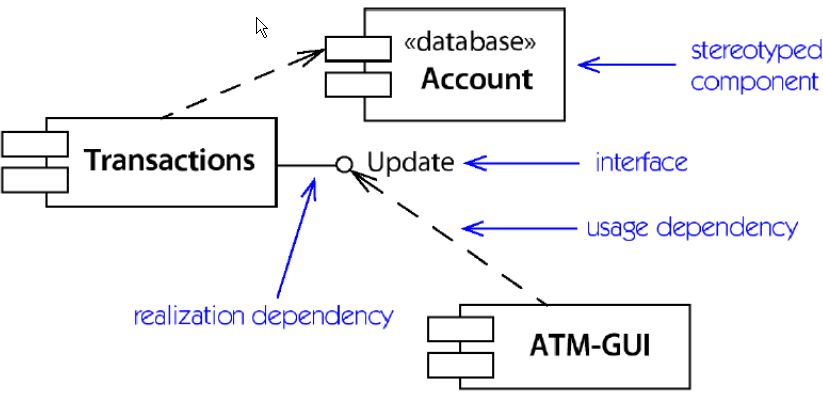 «database»
Account
stereotyped
component
Transactions
Update
interface
usage dependency
realization dependency
ATM-GUI